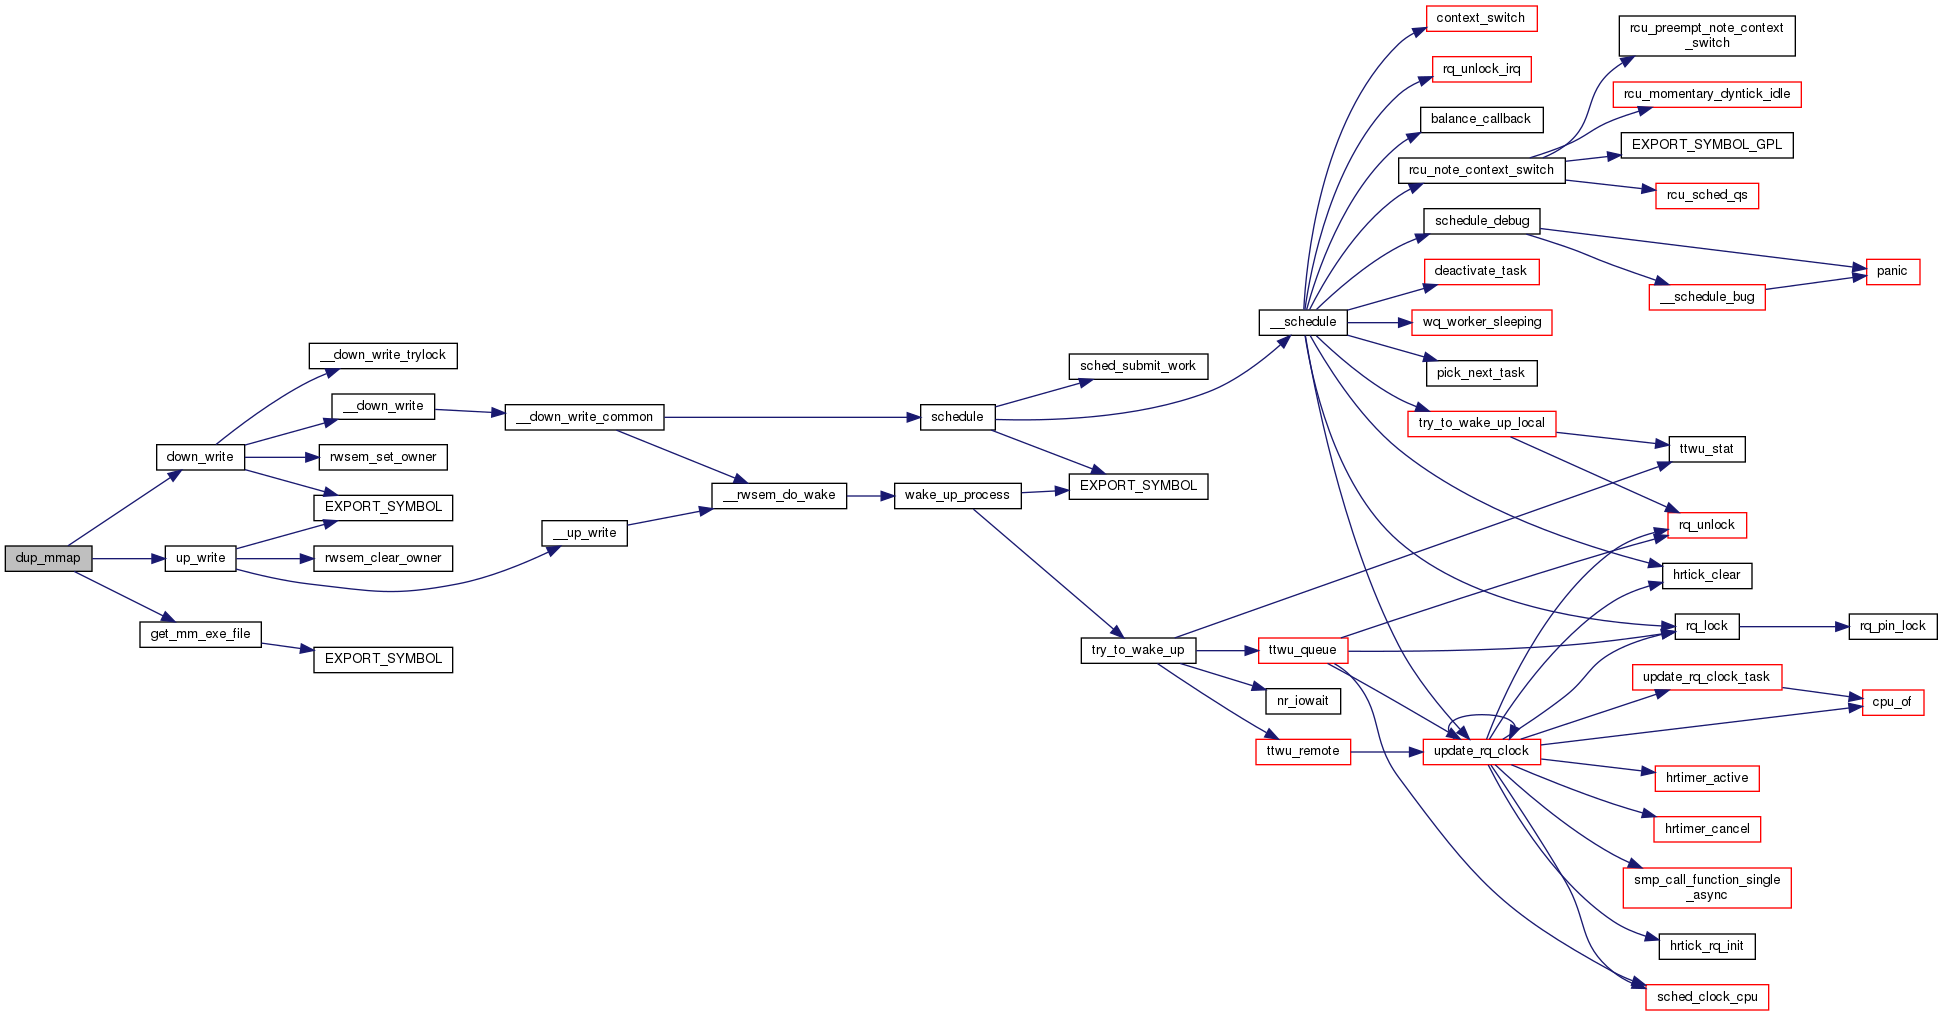 context_switch
rcu_preempt_note_context
_switch
rq_unlock_irq
rcu_momentary_dyntick_idle
balance_callback
EXPORT_SYMBOL_GPL
rcu_note_context_switch
rcu_sched_qs
schedule_debug
deactivate_task
panic
__schedule_bug
__schedule
wq_worker_sleeping
__down_write_trylock
sched_submit_work
pick_next_task
__down_write
__down_write_common
schedule
try_to_wake_up_local
down_write
rwsem_set_owner
ttwu_stat
EXPORT_SYMBOL
__rwsem_do_wake
wake_up_process
EXPORT_SYMBOL
rq_unlock
__up_write
dup_mmap
up_write
rwsem_clear_owner
hrtick_clear
get_mm_exe_file
rq_lock
rq_pin_lock
EXPORT_SYMBOL
try_to_wake_up
ttwu_queue
update_rq_clock_task
nr_iowait
cpu_of
ttwu_remote
update_rq_clock
hrtimer_active
hrtimer_cancel
smp_call_function_single
_async
hrtick_rq_init
sched_clock_cpu